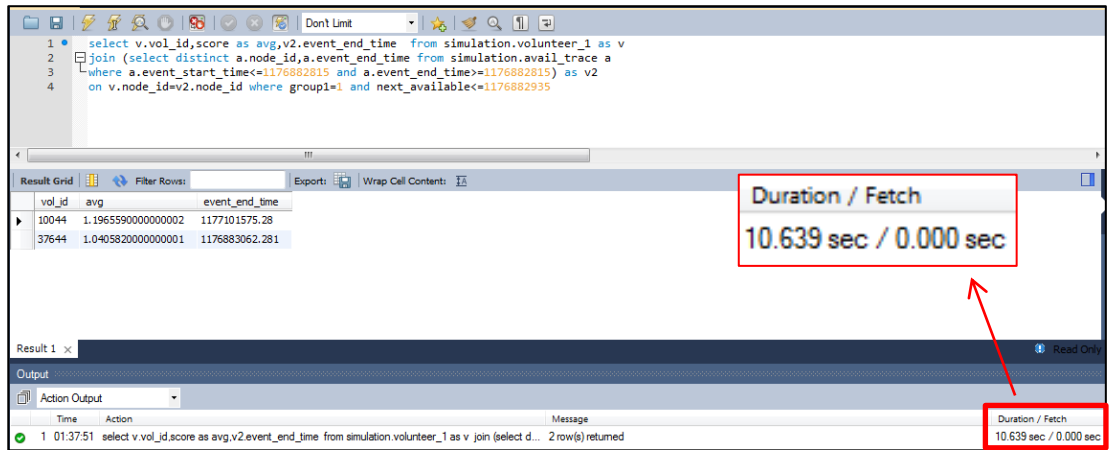 Don't Limit
1 select v.vol_id,score as avg,v2.event_end_time from simulation.volunteer_1 as v
2 join (select distinct a.node_id,a.event_end_time from simulation.avail_trace a
3 where a.event_start_time<=1176882815 and a.event_end_time>=1176882815) as v2
4 on v.node_id=v2.node_id where group1=1 and next_available<=1176882935
Result Grid Filter Rows: Export: Wrap Cell Content:
vol_id avg event_end_time
10044 1.1965590000000002 1177101575.28
37644 1.0405820000000001 1176883062.281
Duration / Fetch
10.639 sec / 0.000 sec
Result 1 × Read Only
Output
Action Output
Time Action Message Duration / Fetch
1 01:37:51 select v.vol_id,score as avg,v2.event_end_time from simulation.volunteer_1 as v join (select d... 2 row(s) returned 10.639 sec / 0.000 sec